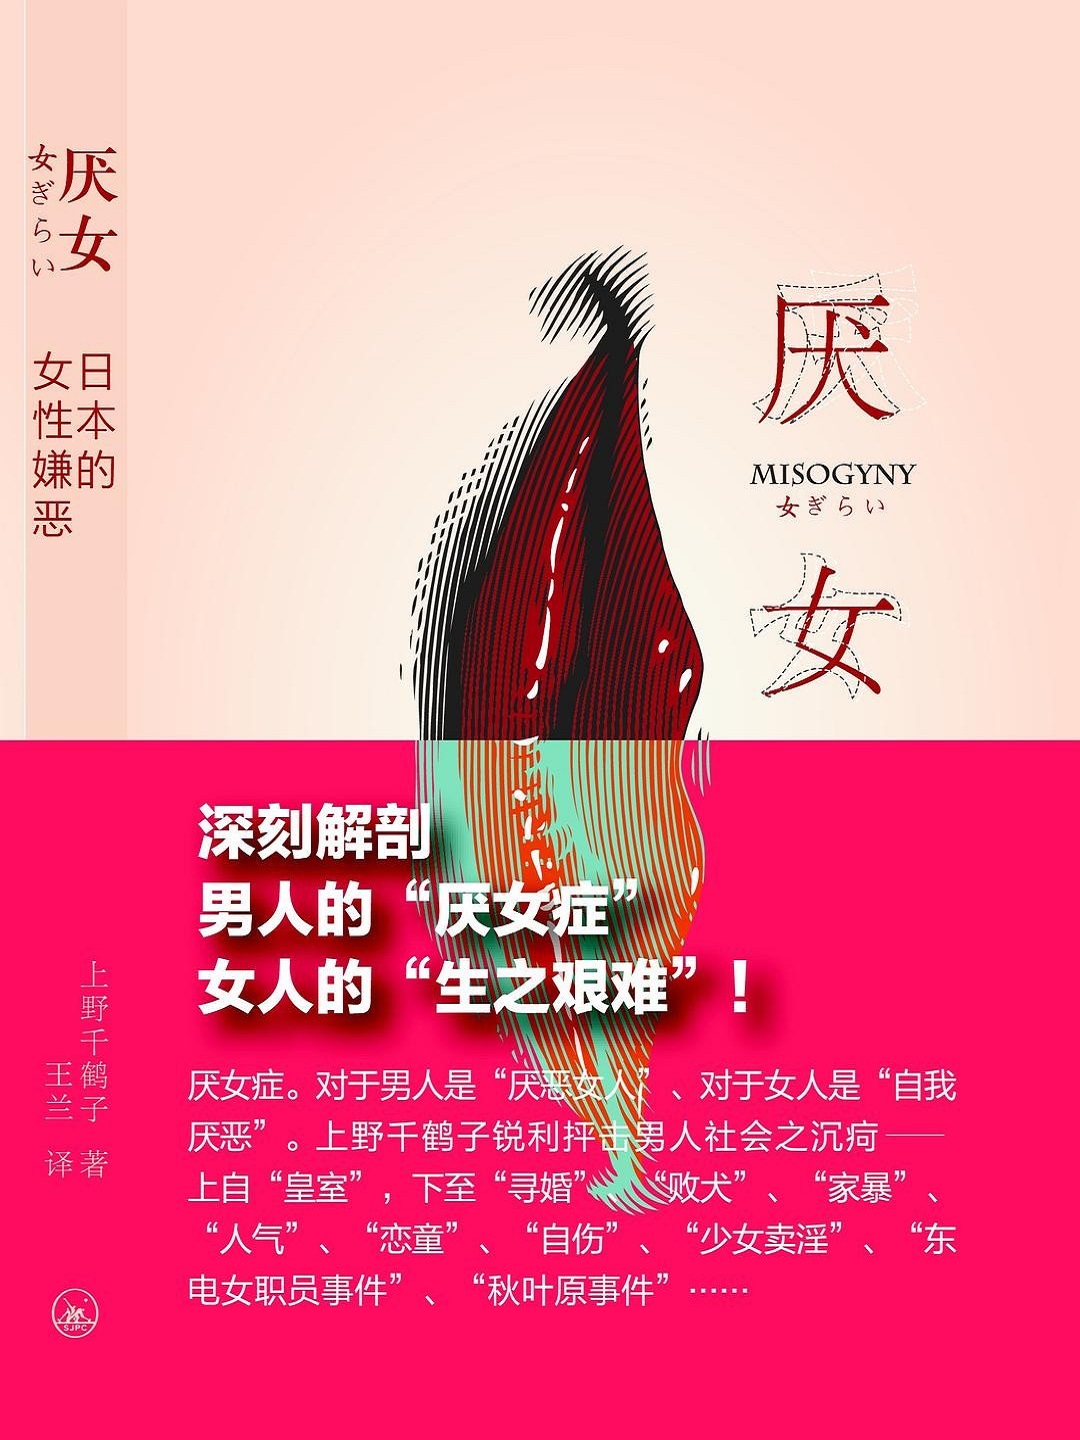 厌女
女ぎらい
日本的
女性嫌恶
上野千鹤子 著
王兰 译
SJPC
厌
MISOGYNY
女ぎらい
女
深刻解剖
男人的“厌女症”
女人的“生之艰难”！
厌女症。对于男人是“厌恶女人”、对于女人是“自我
厌恶”。上野千鹤子锐利抨击男人社会之沉疴——
上自“皇室”，下至“寻婚”、“败犬”、“家暴”、
“人气”、“恋童”、“自伤”、“少女卖淫”、“东
电女职员事件”、“秋叶原事件”……